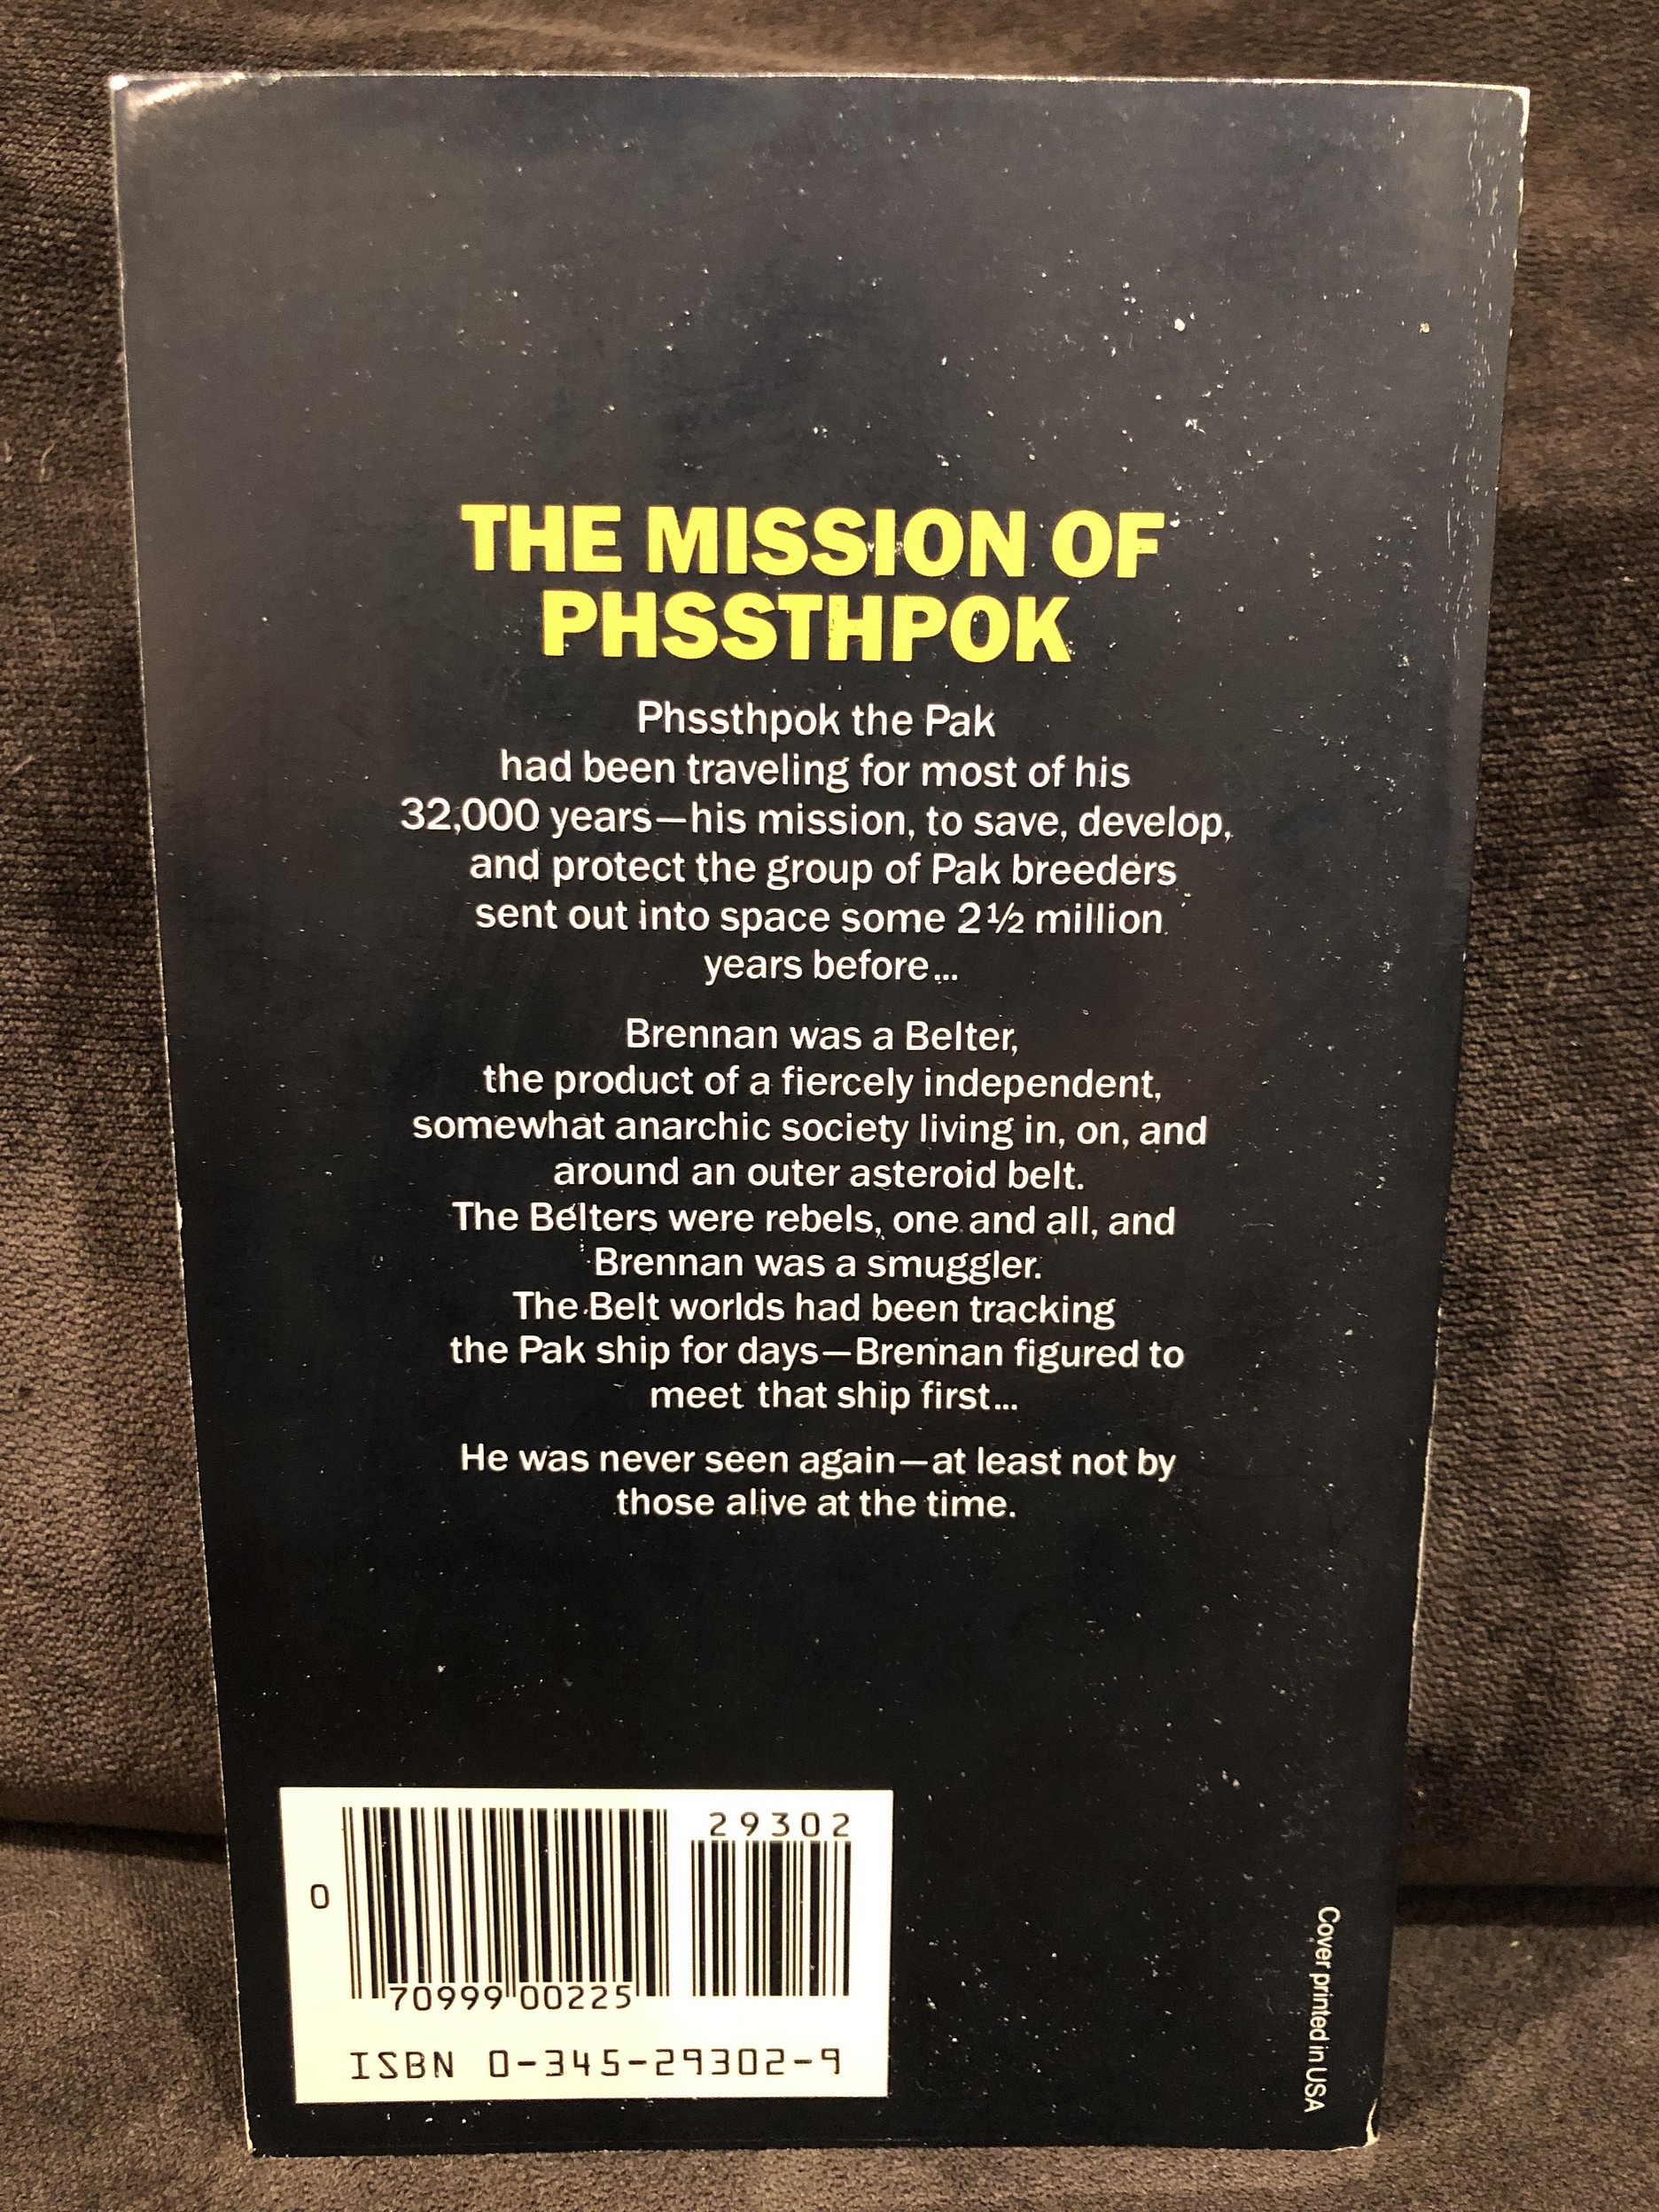 THE MISSION OF
PHSSTHPOK
Phssthpok the Pak
had been traveling for most of his
32,000 years—his mission, to save, develop,
and protect the group of Pak breeders
sent out into space some 2½ million
years before...
Brennan was a Belter,
the product of a fiercely independent,
somewhat anarchic society living in, on, and
around an outer asteroid belt.
The Belters were rebels, one and all, and
Brennan was a smuggler.
The Belt worlds had been tracking
the Pak ship for days—Brennan figured to
meet that ship first...
He was never seen again—at least not by
those alive at the time.
29302
0
70999 00225
ISBN 0-345-29302-9
Cover printed in USA